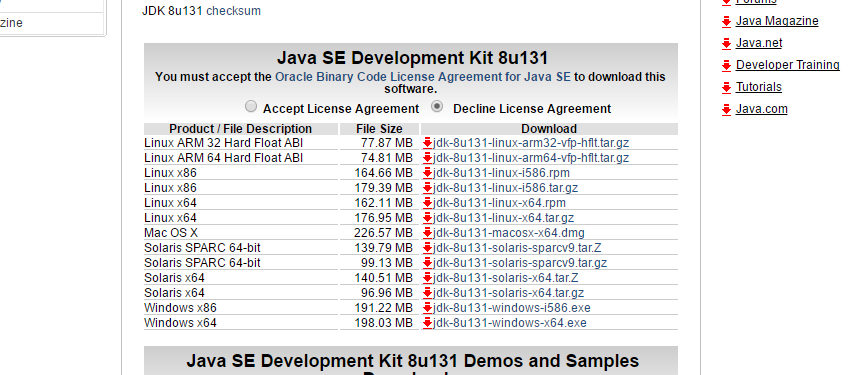 JDK 8u131 checksum
zine
Java SE Development Kit 8u131
You must accept the Oracle Binary Code License Agreement for Java SE to download this
software.
Accept License Agreement Decline License Agreement
Product / File Description File Size Download
Linux ARM 32 Hard Float ABI 77.87 MB jdk-8u131-linux-arm32-vfp-hflt.tar.gz
Linux ARM 64 Hard Float ABI 74.81 MB jdk-8u131-linux-arm64-vfp-hflt.tar.gz
Linux x86 164.66 MB jdk-8u131-linux-i586.rpm
Linux x86 179.39 MB jdk-8u131-linux-i586.tar.gz
Linux x64 162.11 MB jdk-8u131-linux-x64.rpm
Linux x64 176.95 MB jdk-8u131-linux-x64.tar.gz
Mac OS X 226.57 MB jdk-8u131-macosx-x64.dmg
Solaris SPARC 64-bit 139.79 MB jdk-8u131-solaris-sparcv9.tar.Z
Solaris SPARC 64-bit 99.13 MB jdk-8u131-solaris-sparcv9.tar.gz
Solaris x64 140.51 MB jdk-8u131-solaris-x64.tar.Z
Solaris x64 96.96 MB jdk-8u131-solaris-x64.tar.gz
Windows x86 191.22 MB jdk-8u131-windows-i586.exe
Windows x64 198.03 MB jdk-8u131-windows-x64.exe
Java SE Development Kit 8u131 Demos and Samples
Java Magazine
Java.net
Developer Training
Tutorials
Java.com